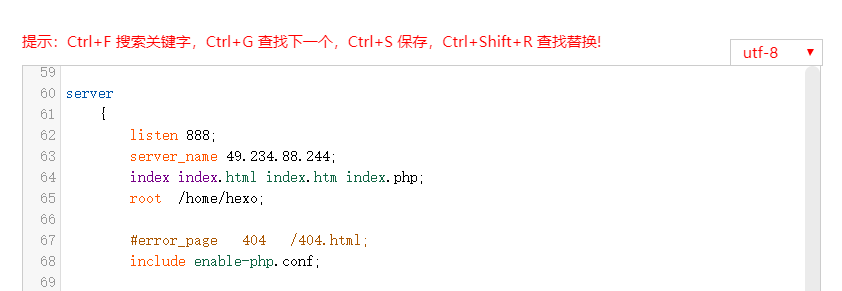 提示：Ctrl+F 搜索关键字，Ctrl+G 查找下一个，Ctrl+S 保存，Ctrl+Shift+R 查找替换!
utf-8
59
60 server
61 {
62 listen 888;
63 server_name 49.234.88.244;
64 index index.html index.htm index.php;
65 root  /home/hexo;
66
67 #error_page   404   /404.html;
68 include enable-php.conf;
69